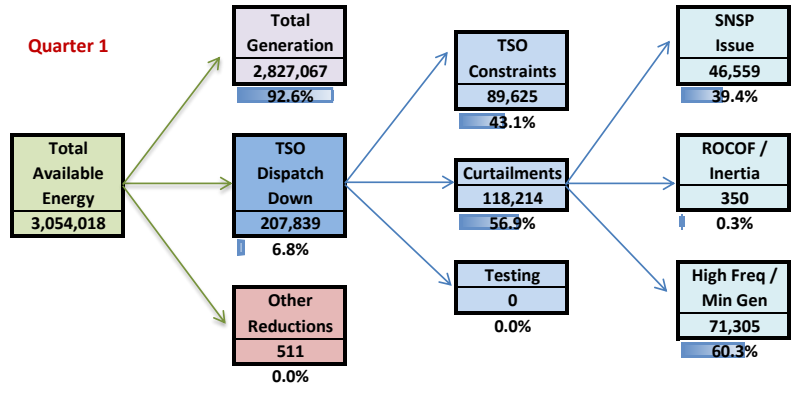 Quarter 1
Total
Available
Energy
3,054,018
Total
Generation
2,827,067
92.6%
TSO
Dispatch
Down
207,839
6.8%
Other
Reductions
511
0.0%
TSO
Constraints
89,625
43.1%
Curtailments
118,214
56.9%
Testing
0
0.0%
SNSP
Issue
46,559
39.4%
ROCOF /
Inertia
350
0.3%
High Freq /
Min Gen
71,305
60.3%